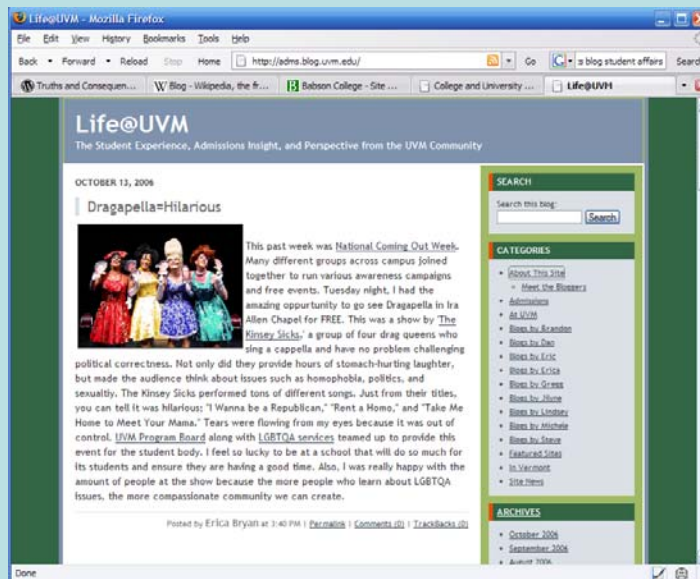 Life@UVM - Mozilla Firefox
File Edit View History Bookmarks Tools Help
Back Forward Reload Stop Home http://adms.blog.uvm.edu/ Go blog student affairs Searc
Truths and Consequen... Blog - Wikipedia, the fr... Babson College - Site ... College and University ... Life@UVM
Life@UVM
The Student Experience, Admissions Insight, and Perspective from the UVM Community
OCTOBER 13, 2006
Dragapella=Hilarious
This past week was National Coming Out Week.
Many different groups across campus joined
together to run various awareness campaigns
and free events. Tuesday night, I had the
amazing opportunity to go see Dragapella in Ira
Allen Chapel for FREE. This was a show by 'The
Kinsey Sicks,' a group of four drag queens who
sing a cappella and have no problem challenging
political correctness. Not only did they provide hours of stomach-hurting laughter,
but made the audience think about issues such as homophobia, politics, and
sexuality. The Kinsey Sicks performed tons of different songs. Just from their titles,
you can tell it was hilarious: "I Wanna be a Republican," "Rent a Homo," and "Take Me
Home to Meet Your Mama." Tears were flowing from my eyes because it was out of
control. UVM Program Board along with LGBTQA services teamed up to provide this
event for the student body. I feel so lucky to be at a school that will do so much for
its students and ensure they are having a good time. Also, I was really happy with the
amount of people at the show because the more people who learn about LGBTQA
issues, the more compassionate community we can create.
Posted by Erica Bryan at 3:40 PM | Permalink | Comments (0) | TrackBacks (0)
SEARCH
Search this blog:
Search
CATEGORIES
About This Site
Meet the Bloggers
Admissions
At UVM
Blogs by Brandon
Blogs by Dan
Blogs by Eric
Blogs by Erica
Blogs by Gregg
Blogs by
Blogs by Lindsey
Blogs by Michele
Blogs by Steve
Featured Sites
In Vermont
Site News
ARCHIVES
October 2006
September 2006
August 2006
Done